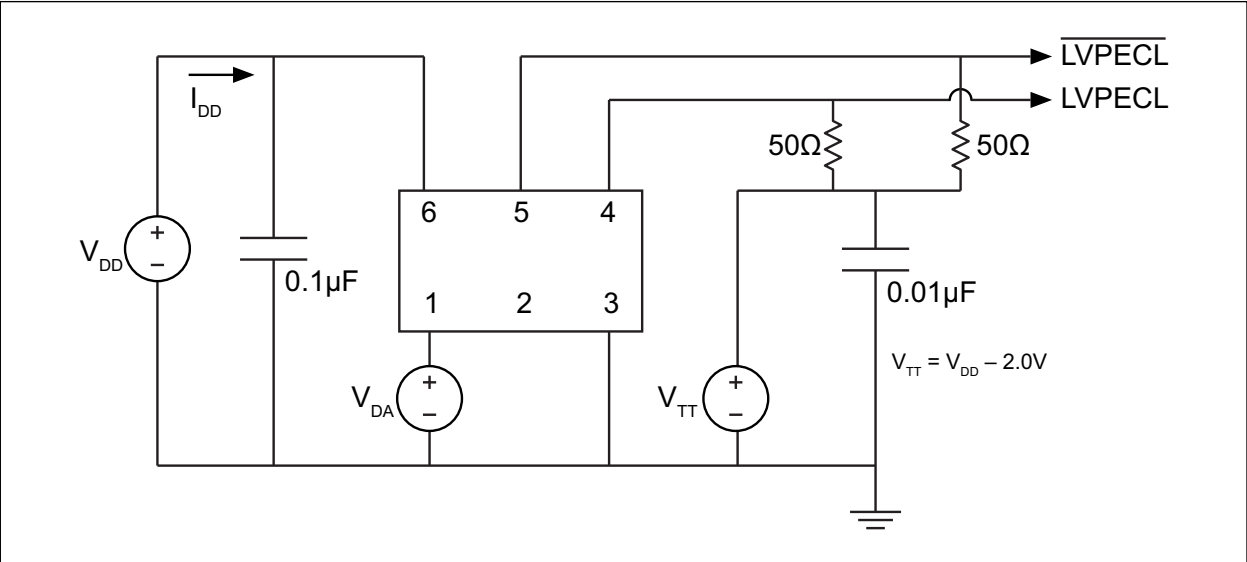 LVPECL
I_DD
LVPECL
50Ω 50Ω
6 5 4
+
V_DD
−
0.1µF
0.01µF
1 2 3
V_TT = V_DD – 2.0V
+ +
V_DA V_TT
− −